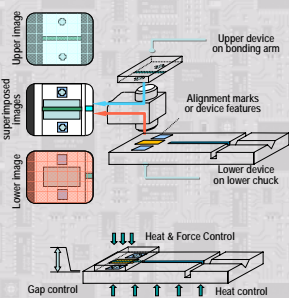 Upper image
Upper device
on bonding arm
superimposed
images
Alignment marks
or device features
Lower image
Lower device
on lower chuck
Heat & Force Control
Gap control
Heat control